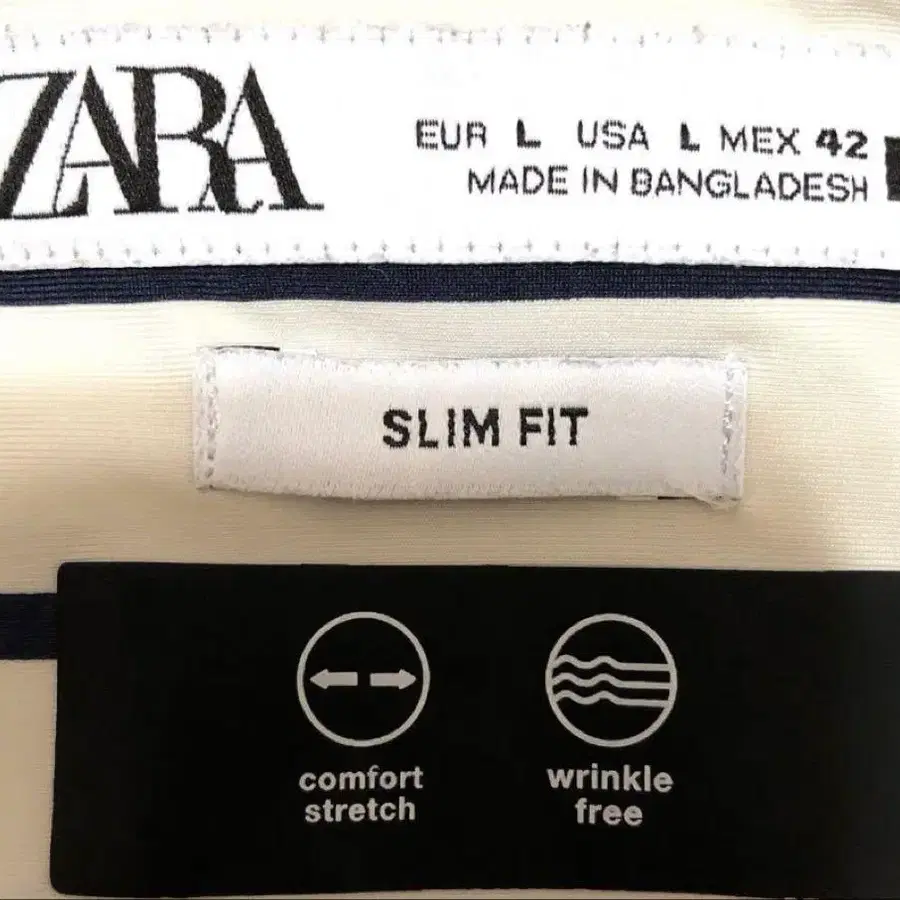 ZARA
EUR L USA L MEX 42
MADE IN BANGLADESH
SLIM FIT
comfort
stretch
wrinkle
free